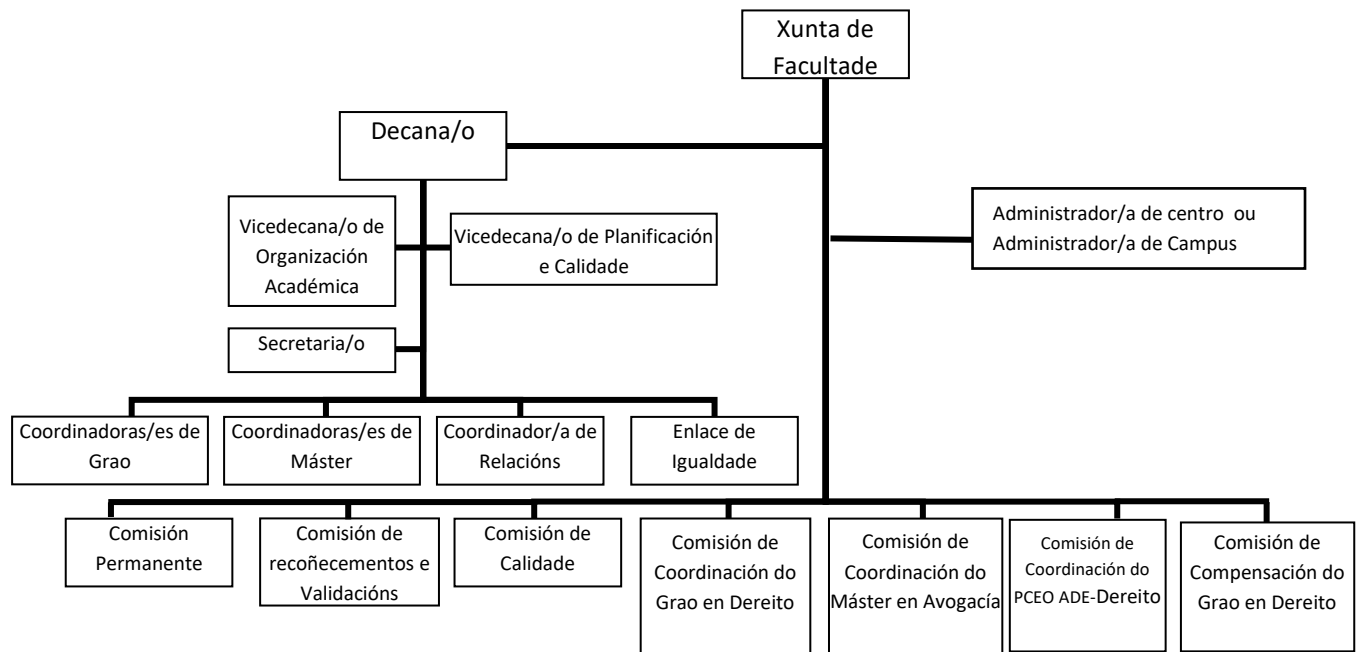 Xunta de
Facultade
Decana/o
Vicedecana/o de
Organización
Académica
Vicedecana/o de Planificación
e Calidade
Administrador/a de centro ou
Administrador/a de Campus
Secretaria/o
Coordinadoras/es de
Grao
Coordinadoras/es de
Máster
Coordinador/a de
Relacións
Enlace de
Igualdade
Comisión
Permanente
Comisión de
recoñecementos e
Validacións
Comisión de
Calidade
Comisión de
Coordinación do
Grao en Dereito
Comisión de
Coordinación do
Máster en Avogacía
Comisión de
Coordinación do
PCEO ADE-Dereito
Comisión de
Compensación do
Grao en Dereito